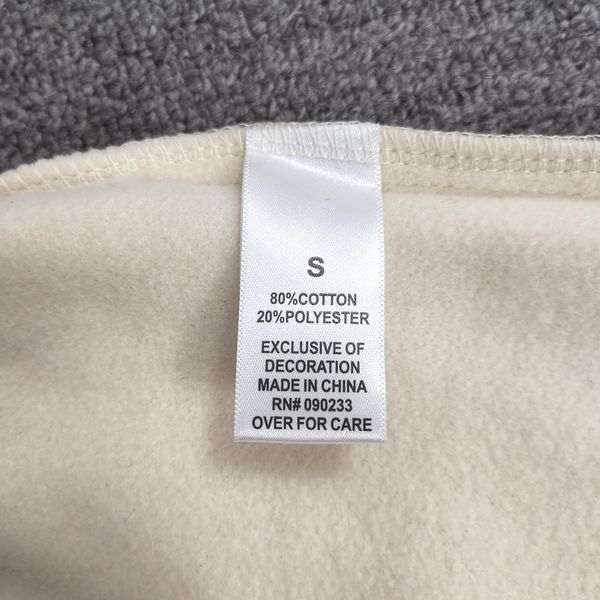 S
80%COTTON
20%POLYESTER
EXCLUSIVE OF
DECORATION
MADE IN CHINA
RN# 090233
OVER FOR CARE